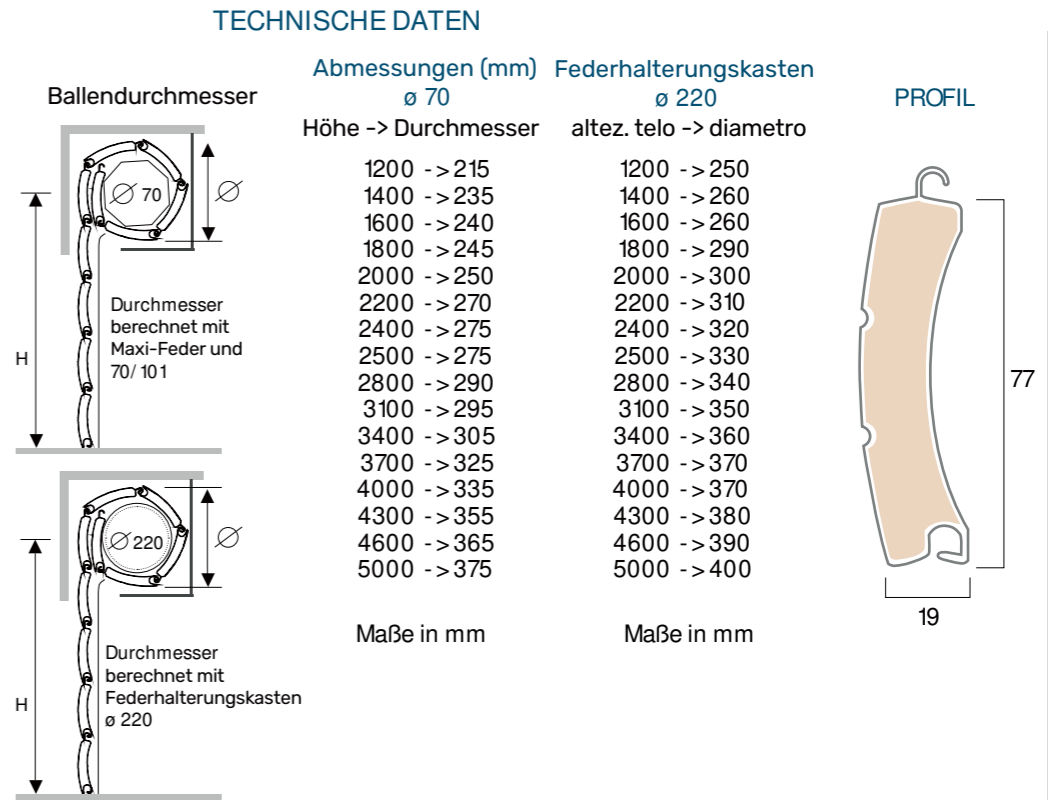 TECHNISCHE DATEN
Ballendurchmesser
Ø 70
Ø
H
Durchmesser
berechnet mit
Maxi-Feder und
70/101
Ø 220
Ø
H
Durchmesser
berechnet mit
Federhalterungskasten
ø 220
Abmessungen (mm)
ø 70
Höhe -> Durchmesser
1200 ->215
1400 ->235
1600 ->240
1800 ->245
2000 ->250
2200 ->270
2400 ->275
2500 ->275
2800 ->290
3100 ->295
3400 ->305
3700 ->325
4000 ->335
4300 ->355
4600 ->365
5000 ->375
Maße in mm
Federhalterungskasten
ø 220
altez. telo -> diametro
1200 ->250
1400 ->260
1600 ->260
1800 ->290
2000 ->300
2200 ->310
2400 ->320
2500 ->330
2800 ->340
3100 ->350
3400 ->360
3700 ->370
4000 ->370
4300 ->380
4600 ->390
5000 ->400
Maße in mm
PROFIL
77
19